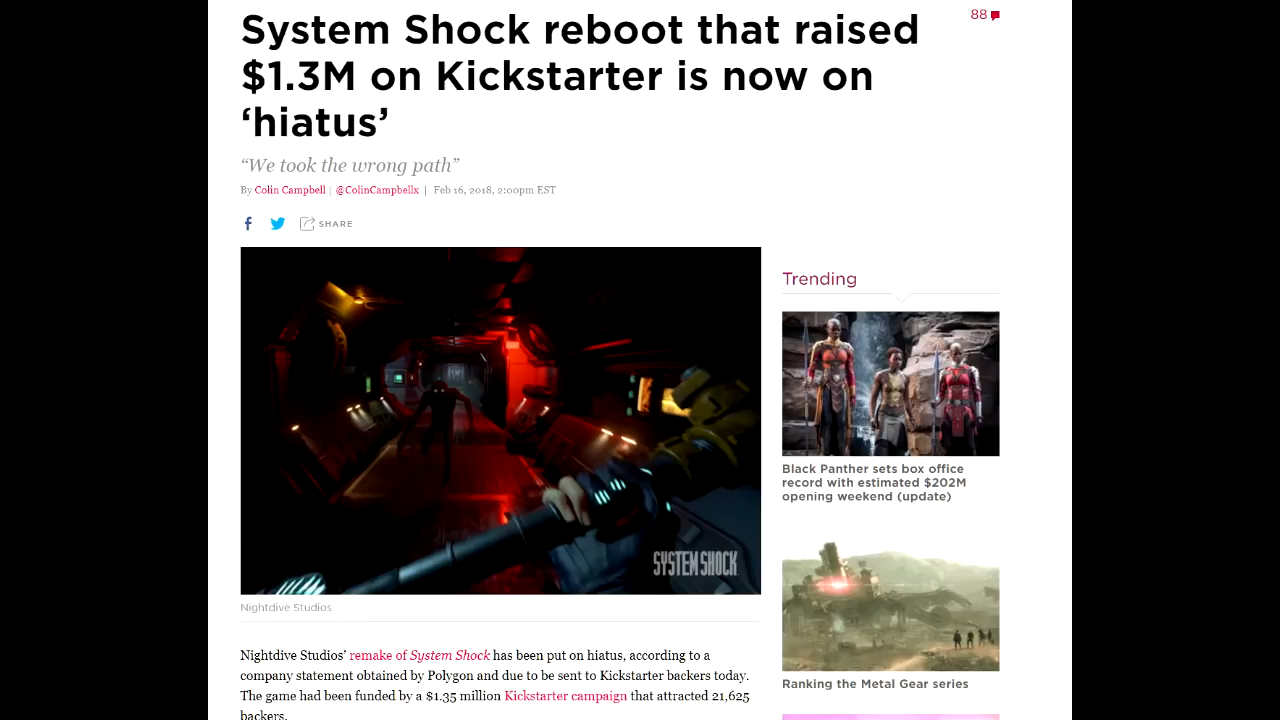 System Shock reboot that raised
$1.3M on Kickstarter is now on
‘hiatus’
88
“We took the wrong path”
By Colin Campbell | @ColinCampbellx | Feb 16, 2018, 2:00pm EST
SHARE
SYSTEM SHOCK
Nightdive Studios
Nightdive Studios’ remake of System Shock has been put on hiatus, according to a
company statement obtained by Polygon and due to be sent to Kickstarter backers today.
The game had been funded by a $1.35 million Kickstarter campaign that attracted 21,625
backers.
Trending
Black Panther sets box office
record with estimated $202M
opening weekend (update)
Ranking the Metal Gear series